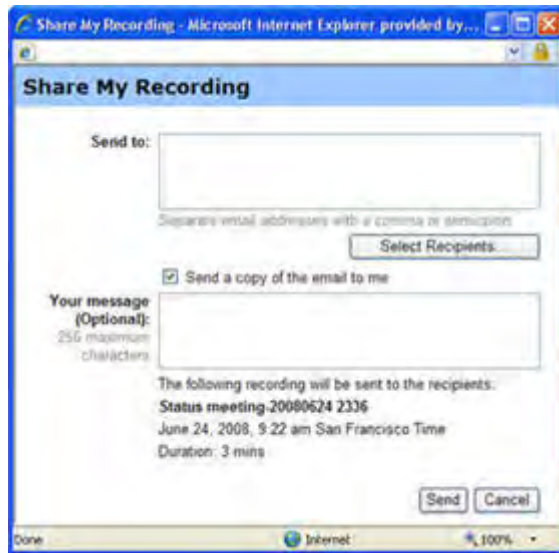 Share My Recording - Microsoft Internet Explorer provided by...
Share My Recording
Send to:
Separate email addresses with a comma or semicolon
Select Recipients...
Send a copy of the email to me
Your message
(Optional):
256 maximum
characters
The following recording will be sent to the recipients.
Status meeting-20080624 2336
June 24, 2008, 9:22 am San Francisco Time
Duration: 3 mins
Send Cancel
Done Internet 100%